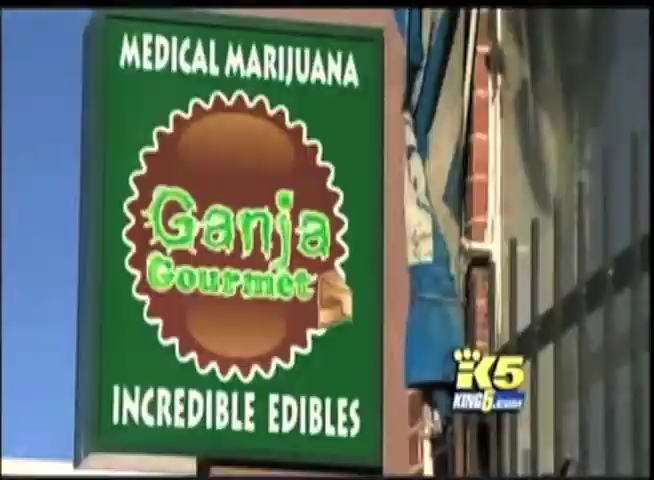 MEDICAL MARIJUANA
Ganja
Gourmet
INCREDIBLE EDIBLES
K5
KING5.com